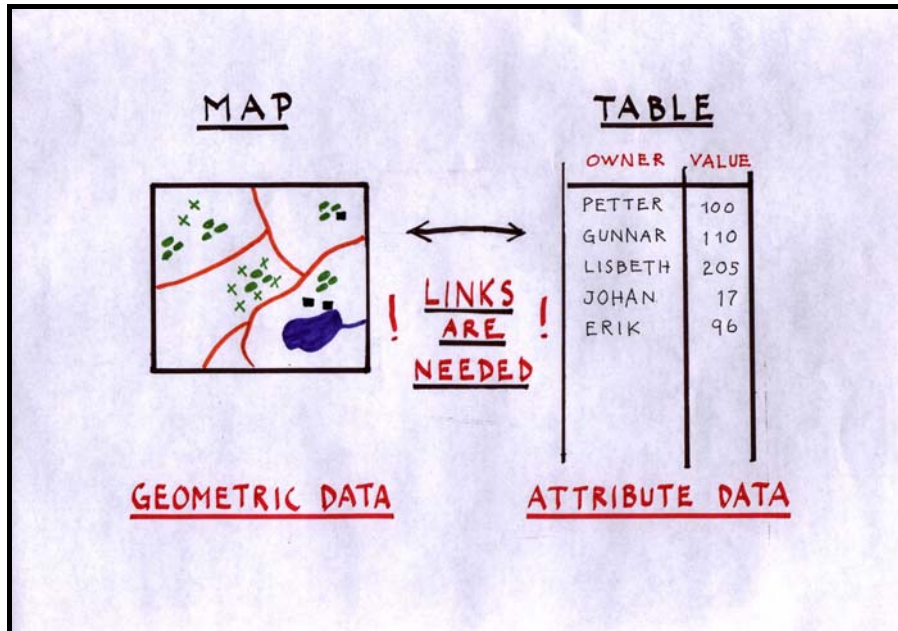 MAP
TABLE
OWNER VALUE
PETTER 100
GUNNAR 110
LISBETH 205
JOHAN 17
ERIK 96
! LINKS !
ARE
NEEDED
GEOMETRIC DATA
ATTRIBUTE DATA